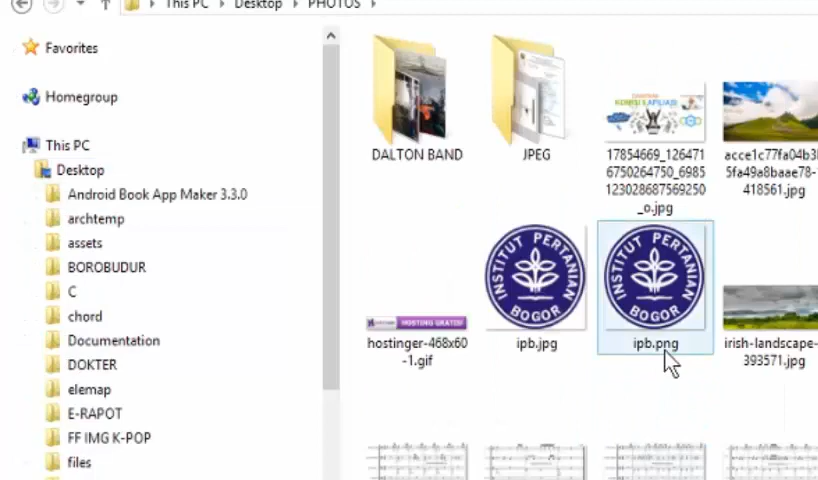 This PC
Desktop
PHOTOS
Favorites
Homegroup
This PC
Desktop
Android Book App Maker 3.3.0
archtemp
assets
BOROBUDUR
C
chord
Documentation
DOKTER
elemap
E-RAPOT
FF IMG K-POP
files
DALTON BAND
JPEG
KOMISI & APILIASI
17854669_126471
6750264750_6985
123028687569250
_o.jpg
acce1c77fa04b3
5fa49a8baae78-
418561.jpg
HOSTING GRATIS!
hostinger-468x60
-1.gif
INSTITUT PERTANIAN
BOGOR
ipb.jpg
INSTITUT PERTANIAN
BOGOR
ipb.png
irish-landscape-
393571.jpg